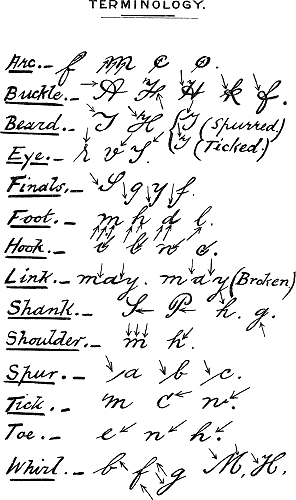 TERMINOLOGY.
Arc.- f M C o.
Buckle.- A H H k f.
Beard.- I H { I (Spurred)
{ I (Ticked)
Eye.- r v S.
Finals.- S g y f.
Foot.- m h d l.
Hook.- c b n e.
Link.- may. may (Broken)
Shank.- S P h. g.
Shoulder.- m h.
Spur.- a b c.
Tick.- m C n.
Toe.- e n h.
Whirl.- b f g M, H.